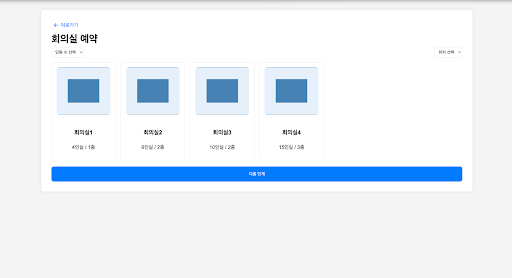 ← 뒤로가기
회의실 예약
인원 수 선택
위치 선택
회의실1
회의실2
회의실3
회의실4
4인실 / 1층
6인실 / 2층
10인실 / 2층
15인실 / 3층
다음 단계